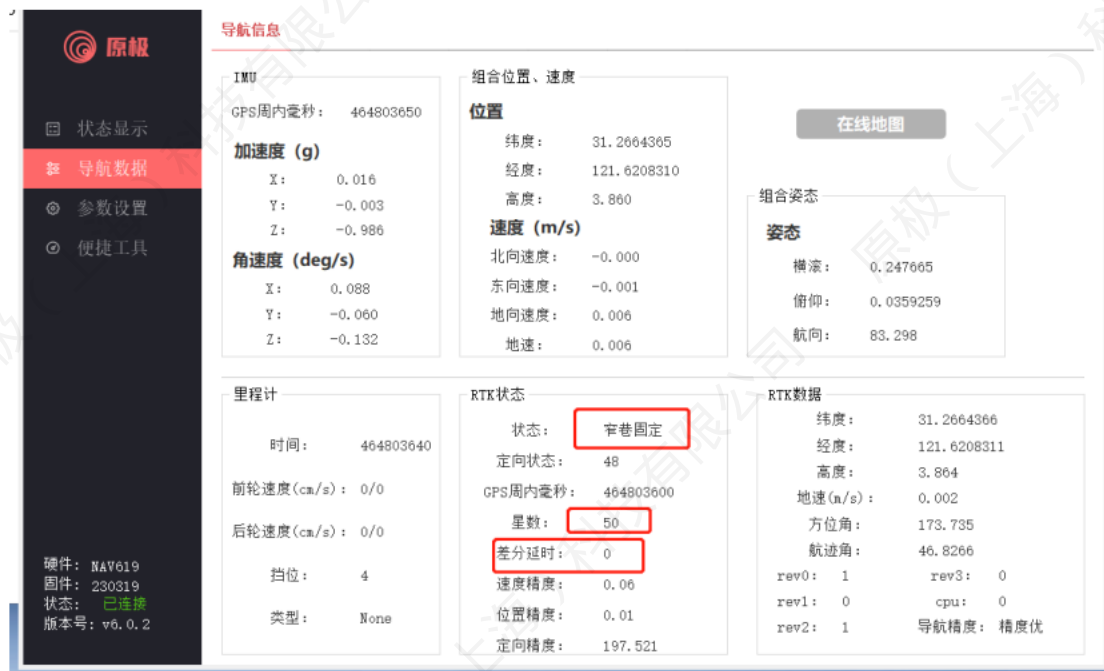 原极
状态显示
导航数据
参数设置
便捷工具
硬件: NAV619
固件: 230319
状态: 已连接
版本号: v6.0.2
导航信息
IMU
GPS周内毫秒: 464803650
加速度 (g)
X: 0.016
Y: -0.003
Z: -0.986
角速度 (deg/s)
X: 0.088
Y: -0.060
Z: -0.132
组合位置、速度
位置
纬度: 31.2664365
经度: 121.6208310
高度: 3.860
速度 (m/s)
北向速度: -0.000
东向速度: -0.001
地向速度: 0.006
地速: 0.006
在线地图
组合姿态
姿态
横滚: 0.247665
俯仰: 0.0359259
航向: 83.298
里程计
时间: 464803640
前轮速度(cm/s): 0/0
后轮速度(cm/s): 0/0
挡位: 4
类型: None
RTK状态
状态: 窄巷固定
定向状态: 48
GPS周内毫秒: 464803600
星数: 50
差分延时: 0
速度精度: 0.06
位置精度: 0.01
定向精度: 197.521
RTK数据
纬度: 31.2664366
经度: 121.6208311
高度: 3.864
地速(m/s): 0.002
方位角: 173.735
航迹角: 46.8266
rev0: 1 rev3: 0
rev1: 0 cpu: 0
rev2: 1 导航精度: 精度优
原极(上海)科技有限公司